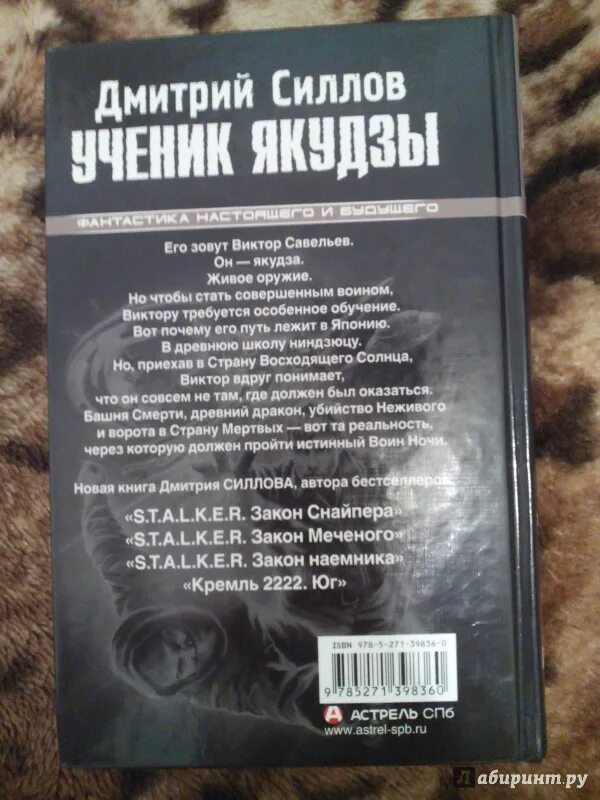 Дмитрий Силлов
УЧЕНИК ЯКУДЗЫ
ФАНТАСТИКА НАСТОЯЩЕГО И БУДУЩЕГО
Его зовут Виктор Савельев.
Он — якудза.
Живое оружие.
Но чтобы стать совершенным воином,
Виктору требуется особенное обучение.
Вот почему его путь лежит в Японию.
В древнюю школу ниндзюцу.
Но, приехав в Страну Восходящего Солнца,
Виктор вдруг понимает,
что он совсем не там, где должен был оказаться.
Башня Смерти, древний дракон, убийство Неживого
и ворота в Страну Мертвых — вот та реальность,
через которую должен пройти истинный Воин Ночи.
Новая книга Дмитрия СИЛЛОВА, автора бестселлеров
«S.T.A.L.K.E.R. Закон Снайпера»
«S.T.A.L.K.E.R. Закон Меченого»
«S.T.A.L.K.E.R. Закон наемника»
«Кремль 2222. Юг»
ISBN 978-5-271-39836-0
9 785271 398360
АСТРЕЛЬ СПб
www.astrel-spb.ru
Лабиринт.ру